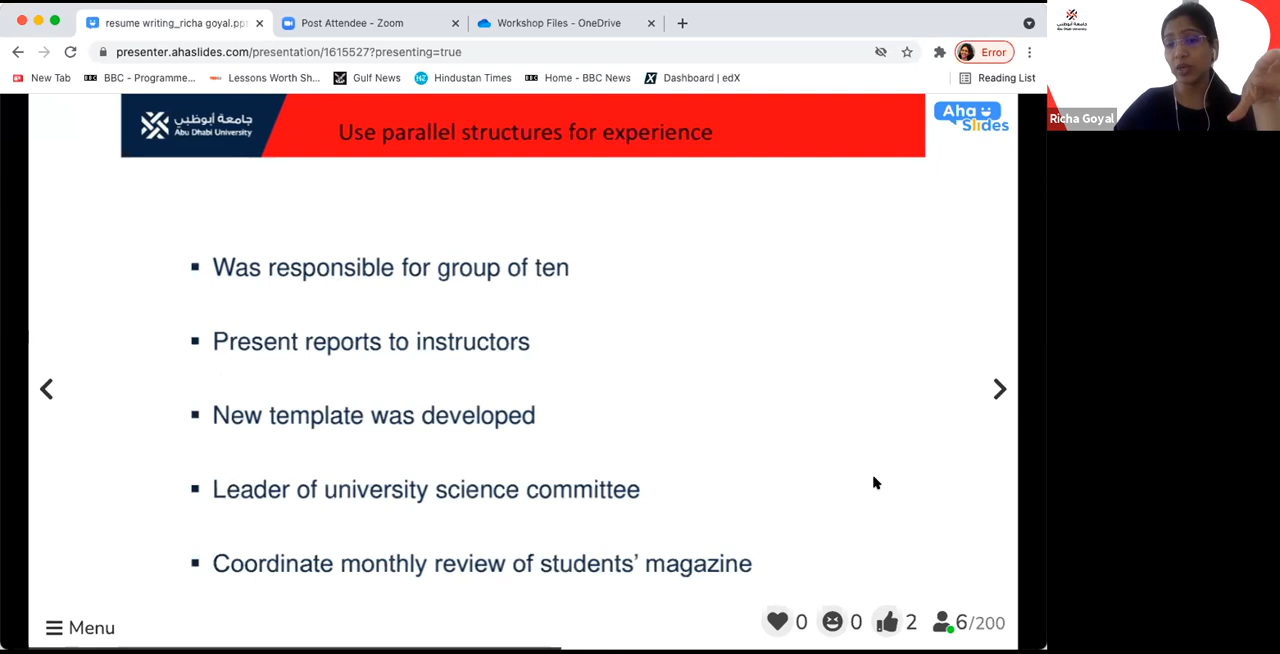 resume writing_richa goyal.ppt
Post Attendee - Zoom
Workshop Files - OneDrive
presenter.ahaslides.com/presentation/1615527?presenting=true
Error
New Tab
BBC - Programme...
Lessons Worth Sh...
Gulf News
Hindustan Times
Home - BBC News
Dashboard | edX
Reading List
جامعة أبوظبي
Abu Dhabi University
Use parallel structures for experience
Aha
Slides
Richa Goyal
▪ Was responsible for group of ten
▪ Present reports to instructors
▪ New template was developed
▪ Leader of university science committee
▪ Coordinate monthly review of students’ magazine
Menu
0
0
2
6/200